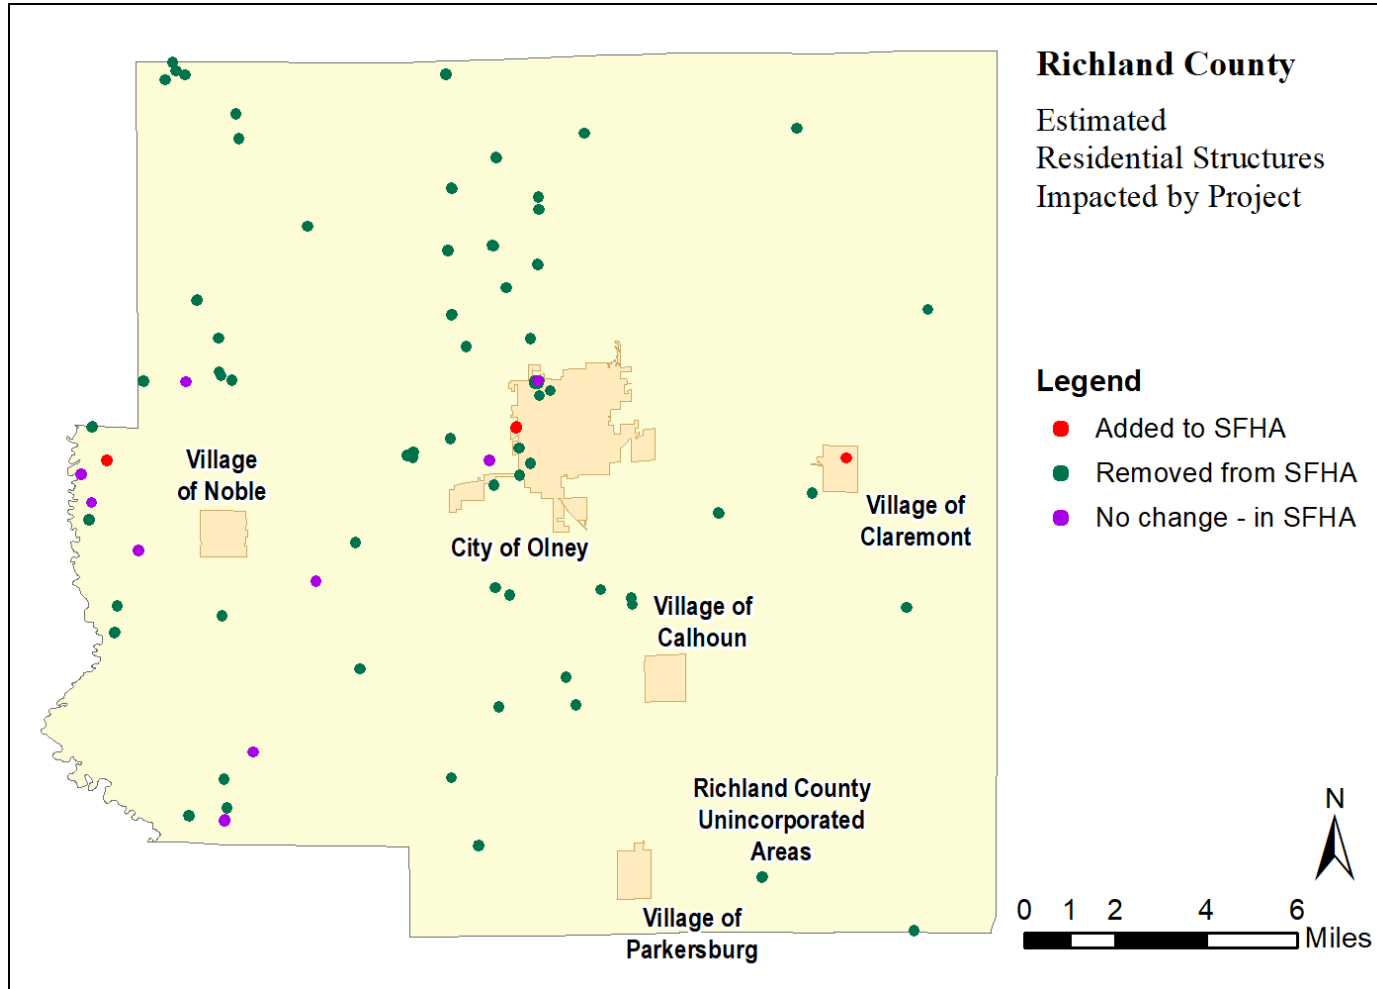 Richland County
Estimated
Residential Structures
Impacted by Project
Legend
Added to SFHA
Removed from SFHA
No change - in SFHA
Village
of Noble
City of Olney
Village of
Claremont
Village of
Calhoun
Richland County
Unincorporated
Areas
Village of
Parkersburg
N
0 1 2 4 6
Miles